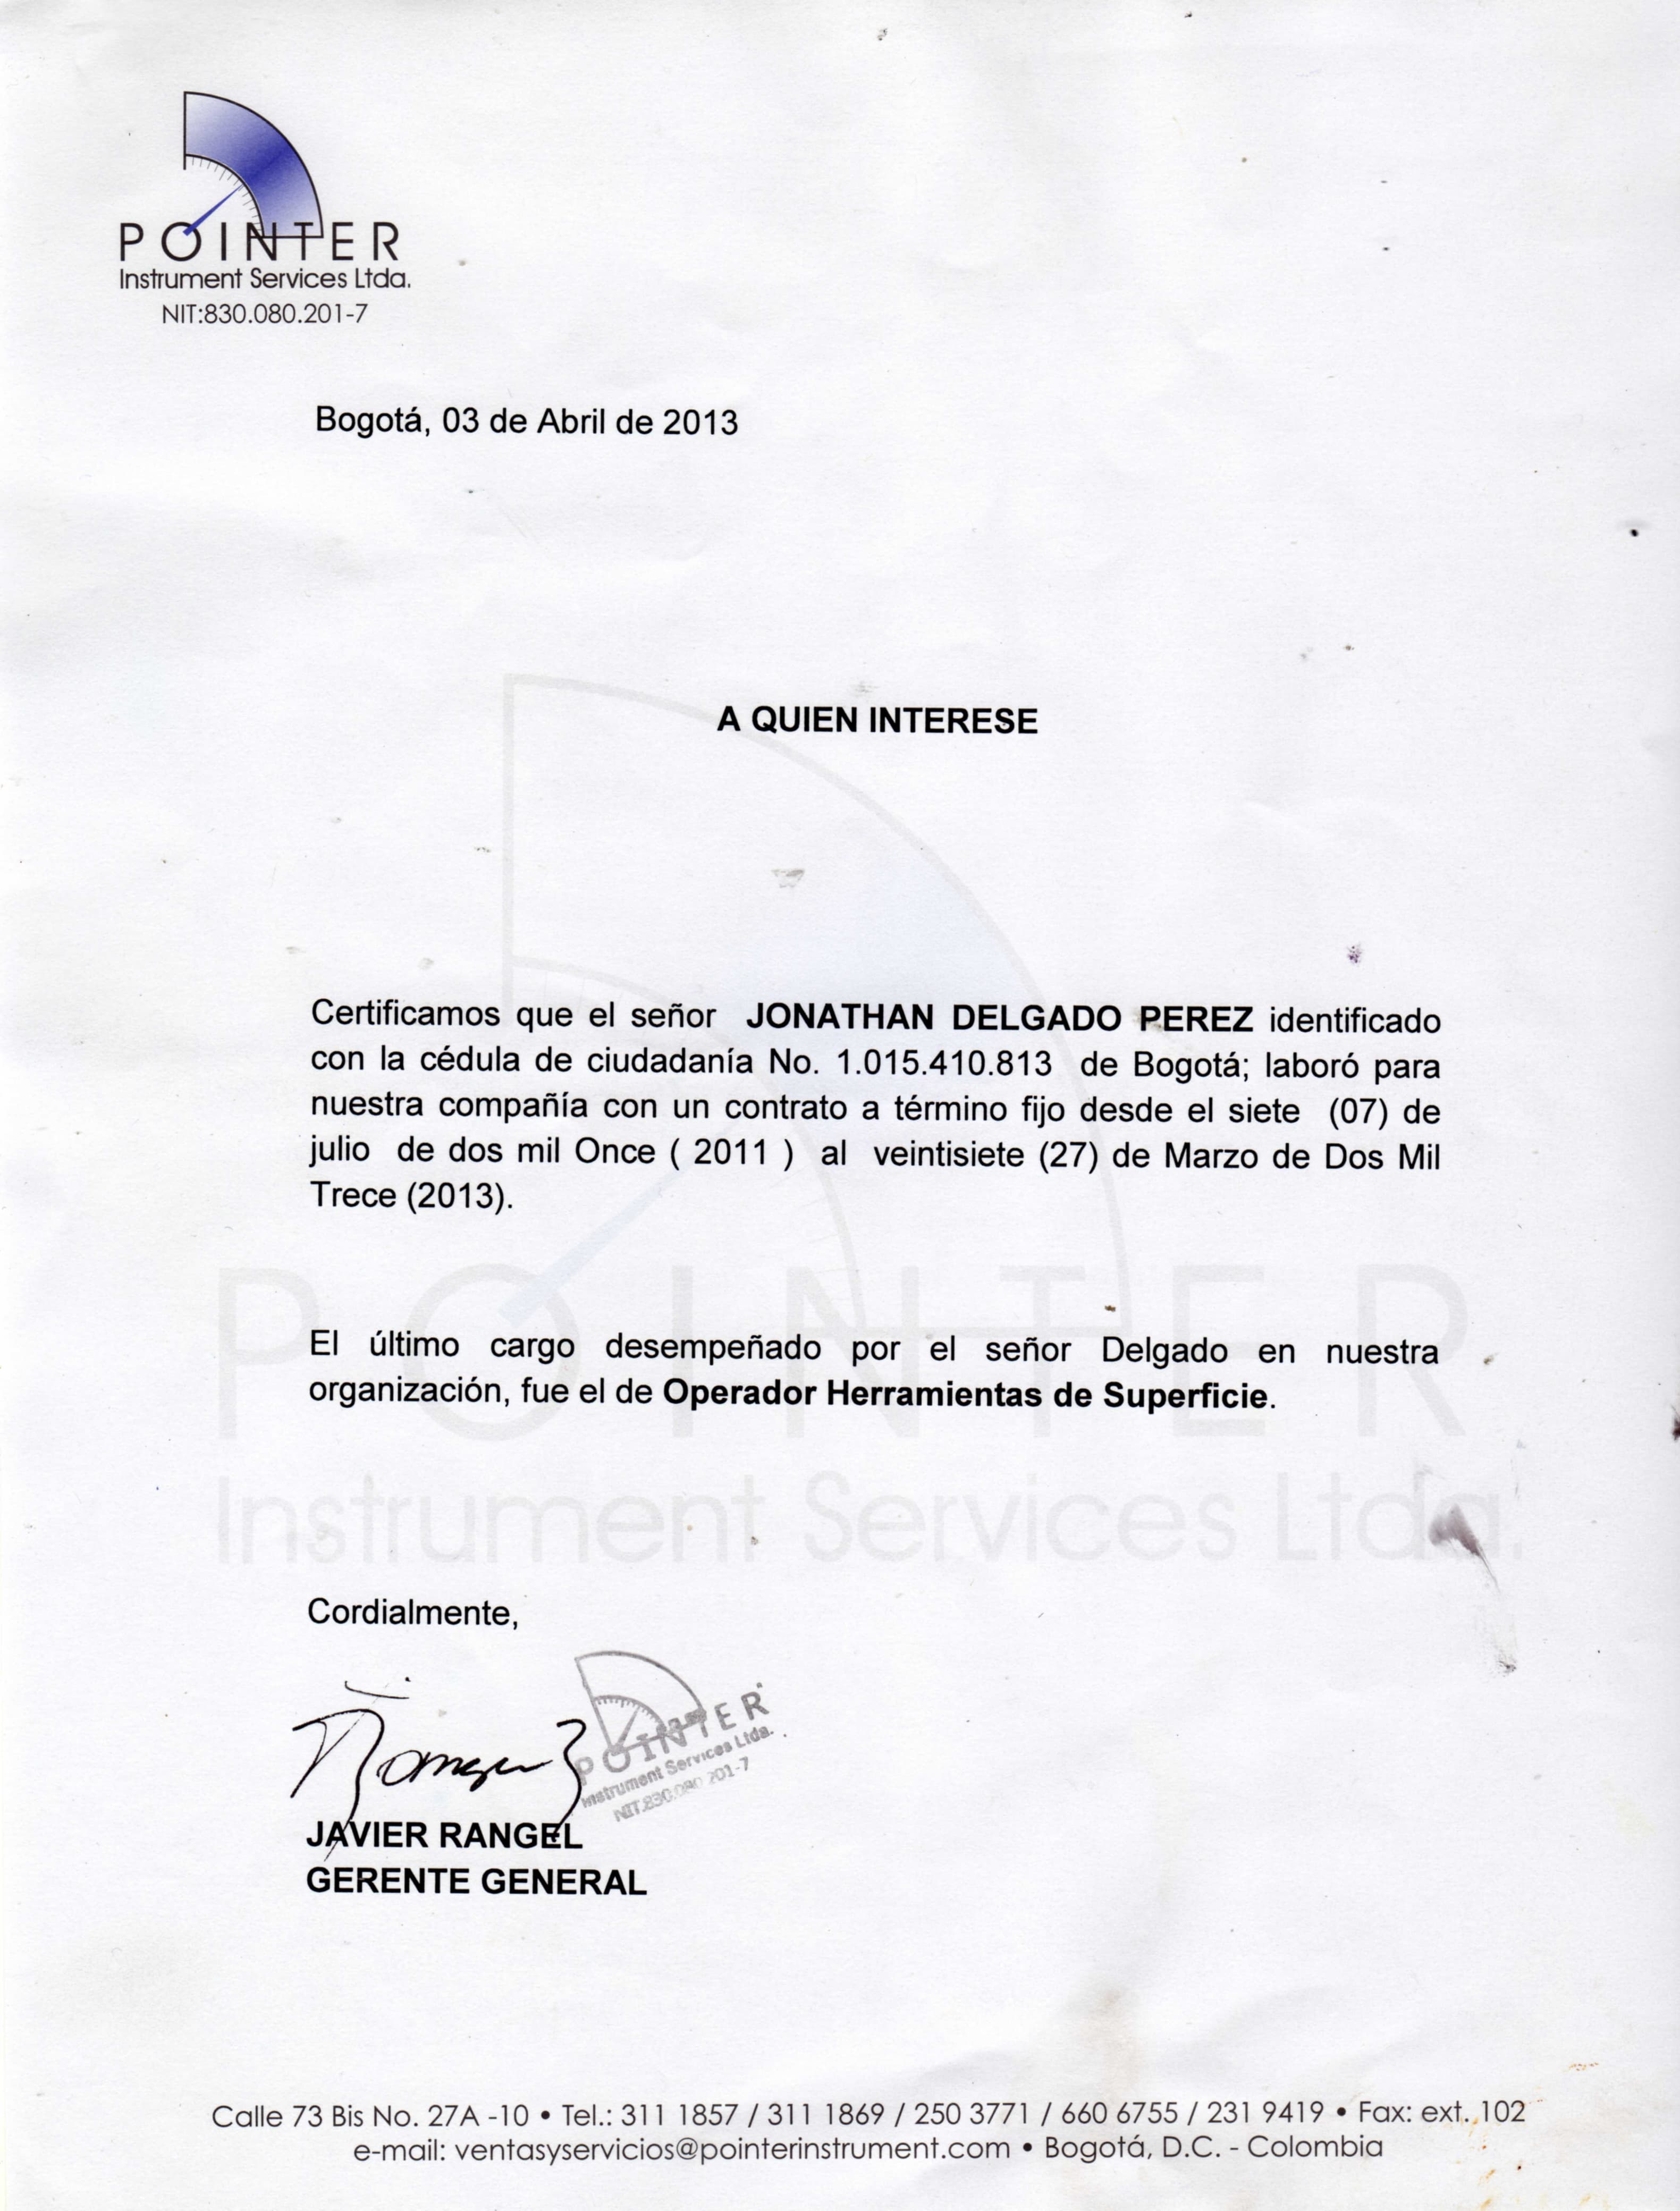 POINTER
Instrument Services Ltda.
NIT:830.080.201-7
Bogotá, 03 de Abril de 2013
A QUIEN INTERESE
Certificamos que el señor JONATHAN DELGADO PEREZ identificado
con la cédula de ciudadanía No. 1.015.410.813 de Bogotá; laboró para
nuestra compañía con un contrato a término fijo desde el siete (07) de
julio de dos mil Once ( 2011 ) al veintisiete (27) de Marzo de Dos Mil
Trece (2013).
POINTER
El último cargo desempeñado por el señor Delgado en nuestra
organización, fue el de Operador Herramientas de Superficie.
Instrument Services Ltda.
Cordialmente,
Rangel
POINTER
Instrument Services Ltda.
NIT.830.080.201-7
JAVIER RANGEL
GERENTE GENERAL
Calle 73 Bis No. 27A -10 • Tel.: 311 1857 / 311 1869 / 250 3771 / 660 6755 / 231 9419 • Fax: ext. 102
e-mail: ventasyservicios@pointerinstrument.com • Bogotá, D.C. - Colombia